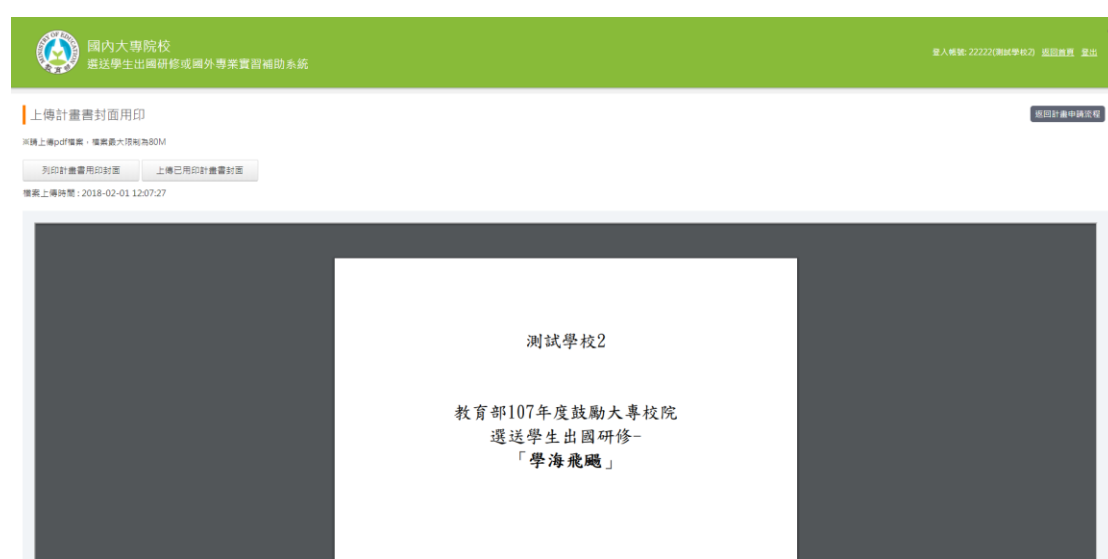 國內大專院校
選送學生出國研修或國外專業實習補助系統
登入帳號: 22222(測試學校2) 返回首頁 登出
上傳計畫書封面用印
返回計畫申請流程
※請上傳pdf檔案，檔案最大限制為80M
列印計畫書用印封面 上傳已用印計畫書封面
檔案上傳時間 : 2018-02-01 12:07:27
測試學校2
教育部107年度鼓勵大專校院
選送學生出國研修-
「學海飛颺」